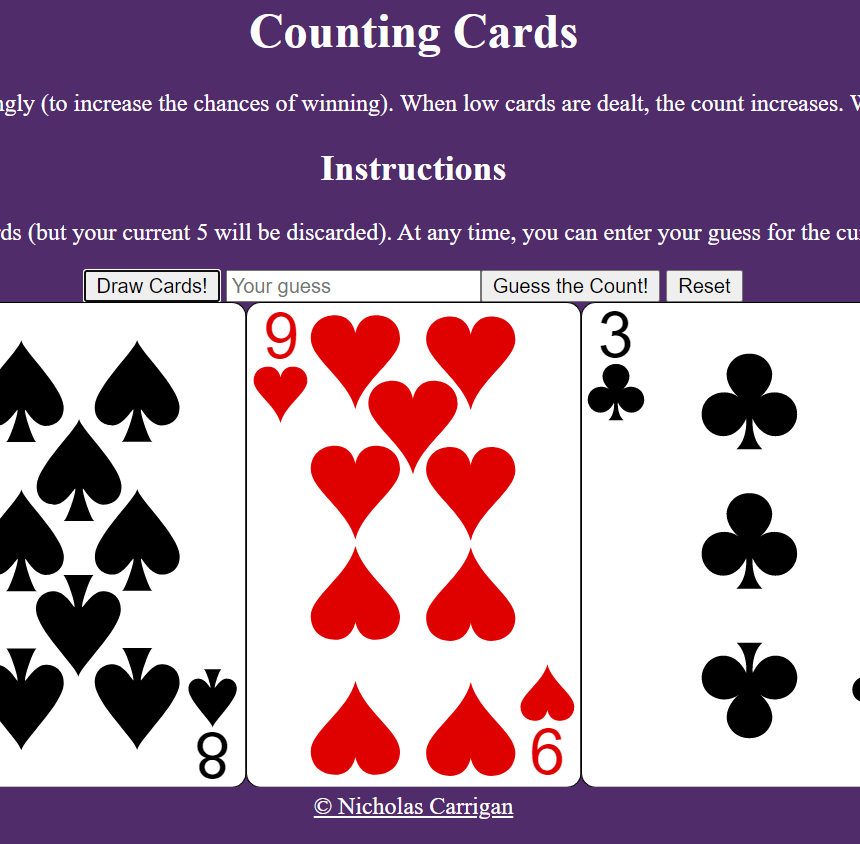 Counting Cards
ngly (to increase the chances of winning). When low cards are dealt, the count increases.
Instructions
rds (but your current 5 will be discarded). At any time, you can enter your guess for the cu
Draw Cards! Your guess Guess the Count! Reset
9 3
8 9
© Nicholas Carrigan